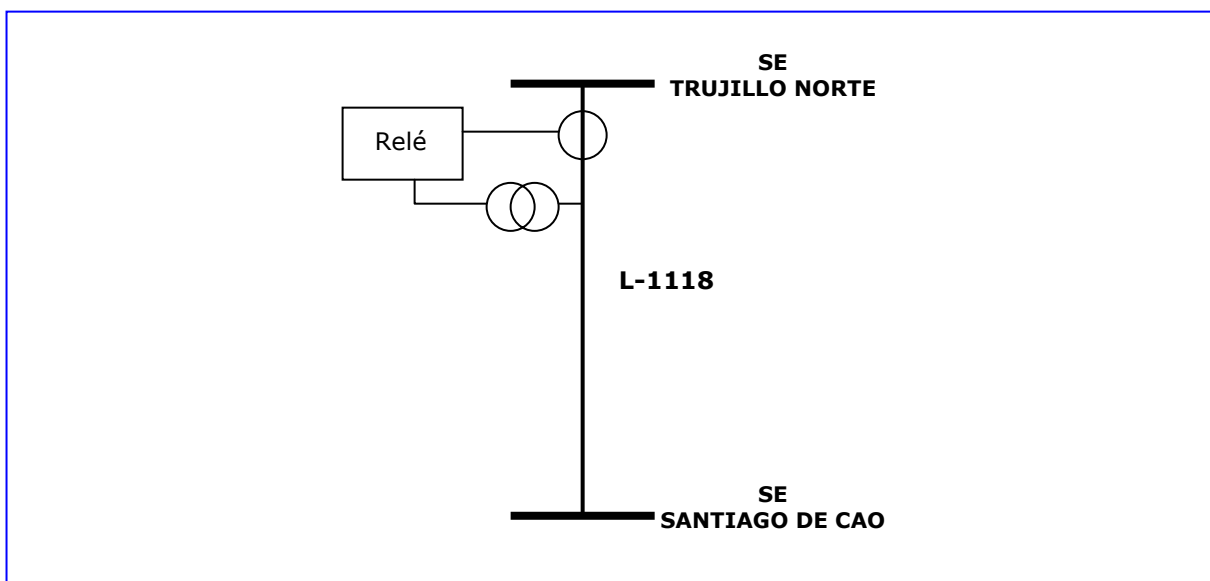 SE
TRUJILLO NORTE
Relé
L-1118
SE
SANTIAGO DE CAO